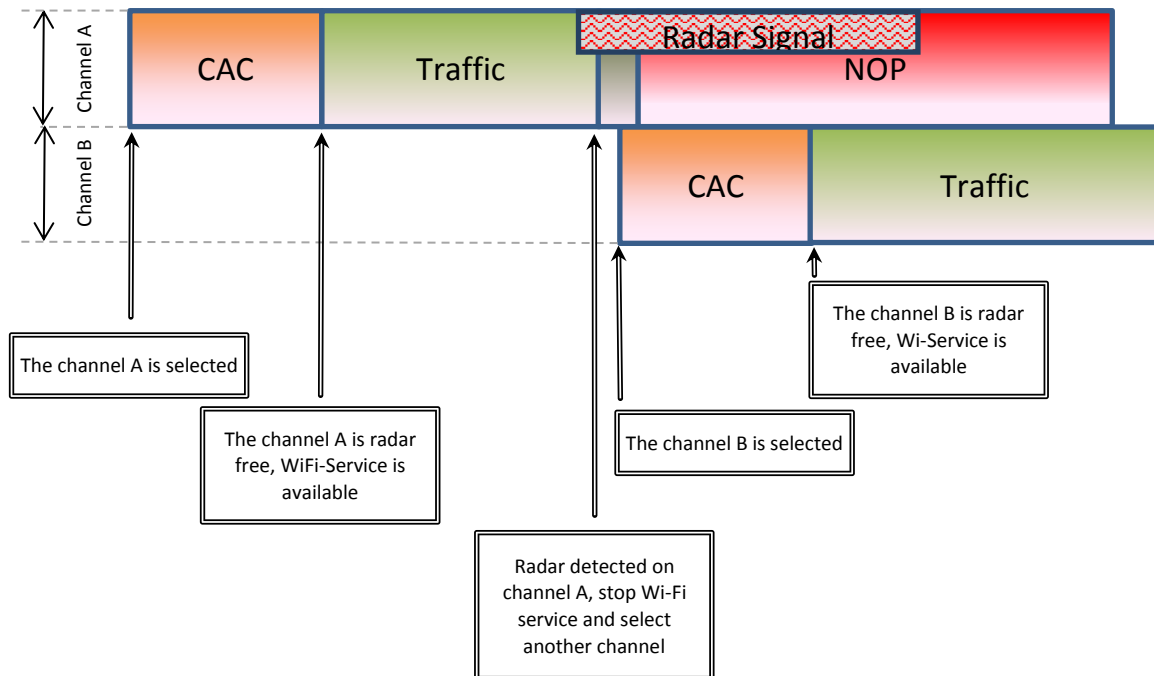 Channel A
CAC
Traffic
Radar Signal
NOP
Channel B
CAC
Traffic
The channel A is selected
The channel A is radar
free, WiFi-Service is
available
Radar detected on
channel A, stop Wi-Fi
service and select
another channel
The channel B is selected
The channel B is radar
free, Wi-Service is
available